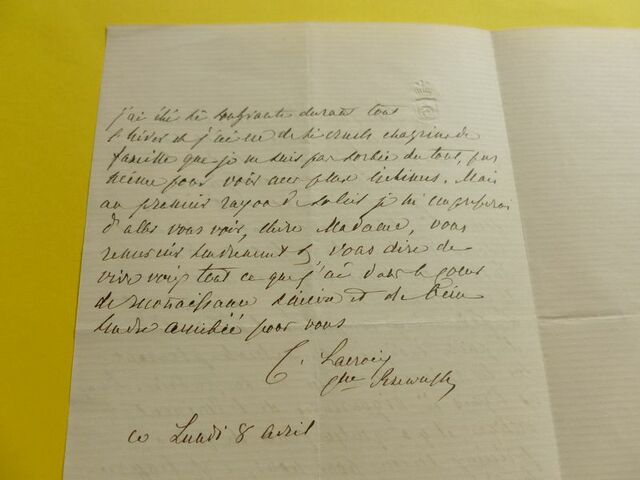 j'ai été si souffrante durant tout
l'hiver et j'ai eu de si cruels chagrins de
famille que je ne suis pas sortie du tout, pas
même pour voir mes plus intimes. Mais
au premier rayon de soleil je m'empresserai
d'aller vous voir, chère Madame, vous
remercier tendrement & vous dire de
vive voix tout ce que j'ai dans le coeur
de reconnaissance sincère et de bien
tendre amitié pour vous
C. Lacroix
ce Lundi 8 avril